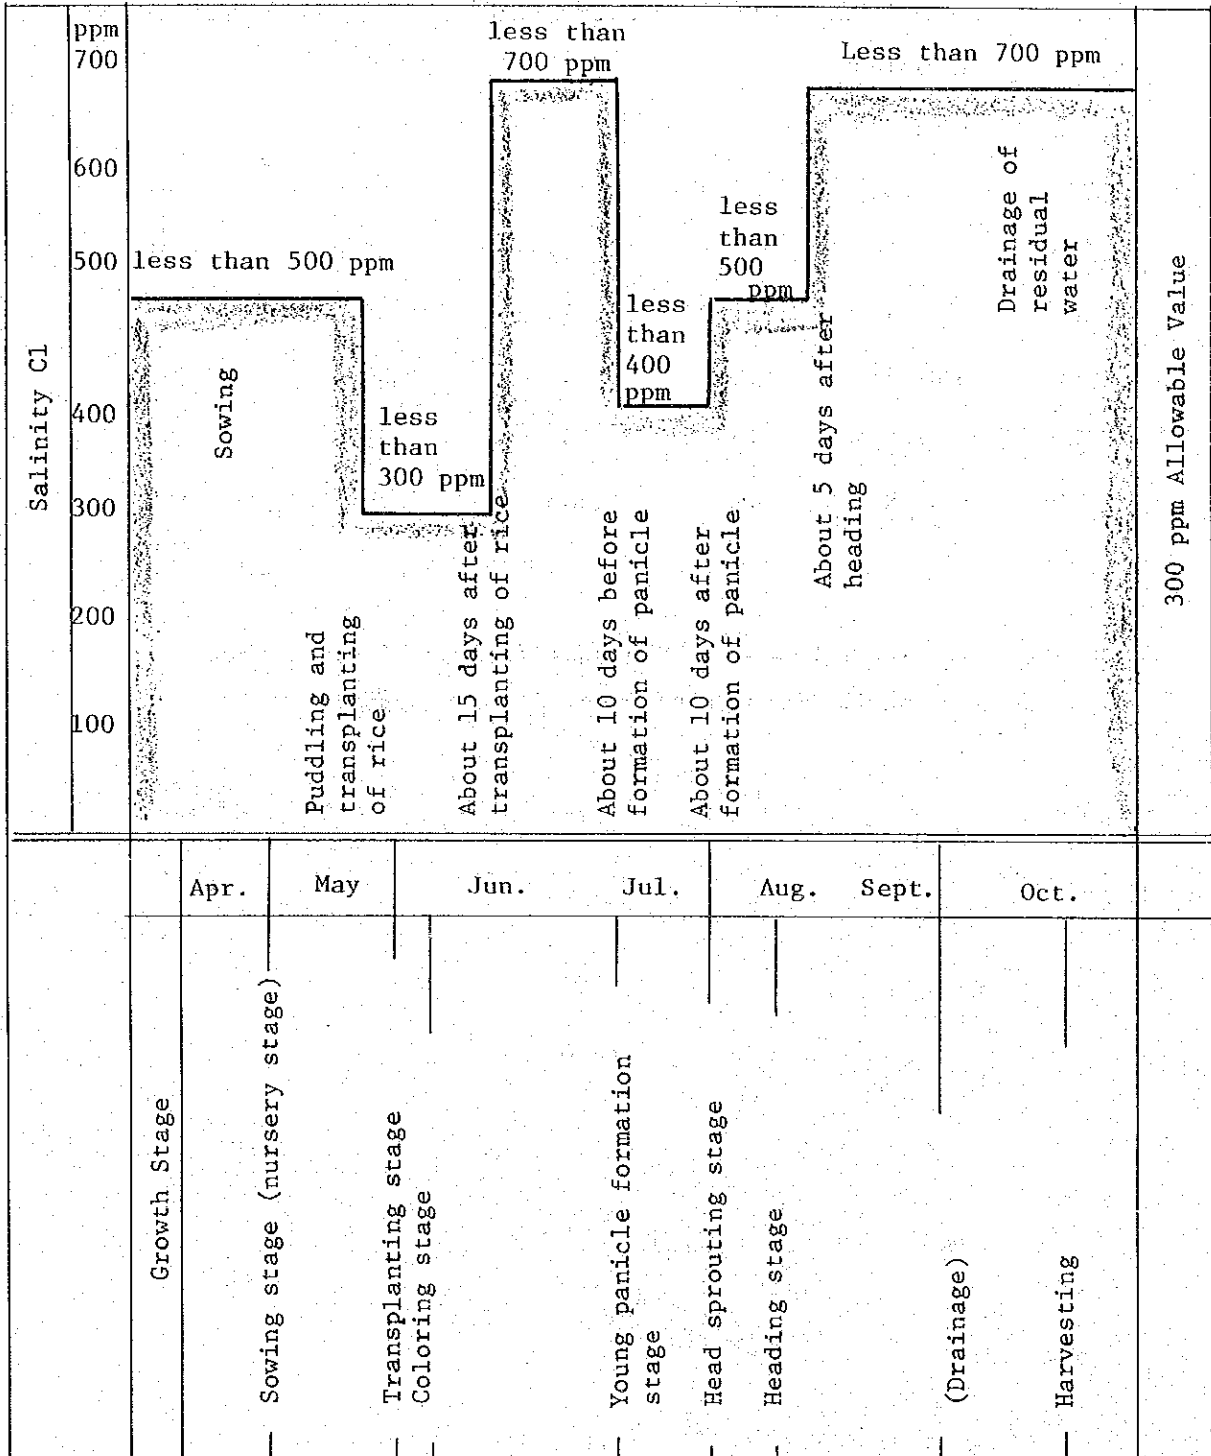 ppm
700
600
500
400
300
200
100
Salinity Cl
less than 500 ppm
Sowing
less
than
300 ppm
Puddling and
transplanting
of rice
About 15 days after
transplanting of rice
less than
700 ppm
less
than
400
ppm
About 10 days before
formation of panicle
About 10 days after
formation of panicle
less
than
500
ppm
About 5 days after
heading
Less than 700 ppm
Drainage of
residual
water
300 ppm Allowable Value
Apr.
May
Jun.
Jul.
Aug.
Sept.
Oct.
Growth Stage
Sowing stage (nursery stage)
Transplanting stage
Coloring stage
Young panicle formation
stage
Head sprouting stage
Heading stage
(Drainage)
Harvesting